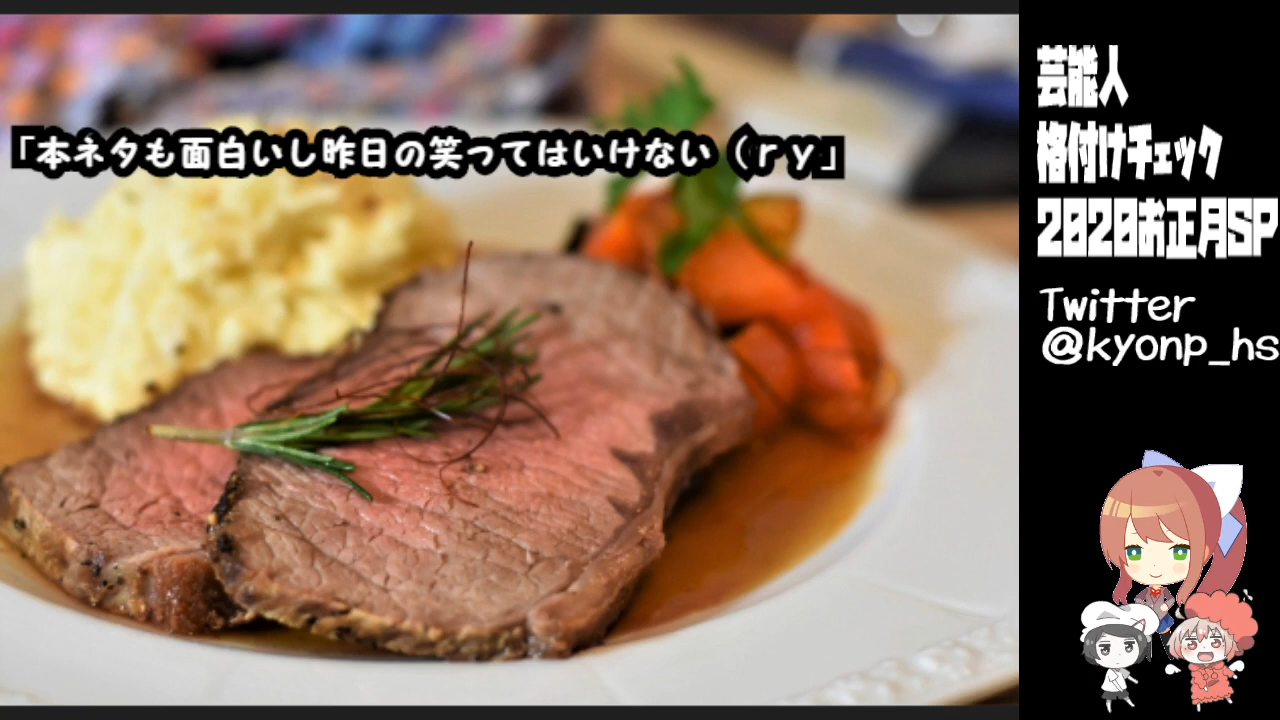 「本ネタも面白いし昨日の笑ってはいけない（ｒｙ」
芸能人
格付けチェック
2020お正月SP
Twitter
@kyonp_hs